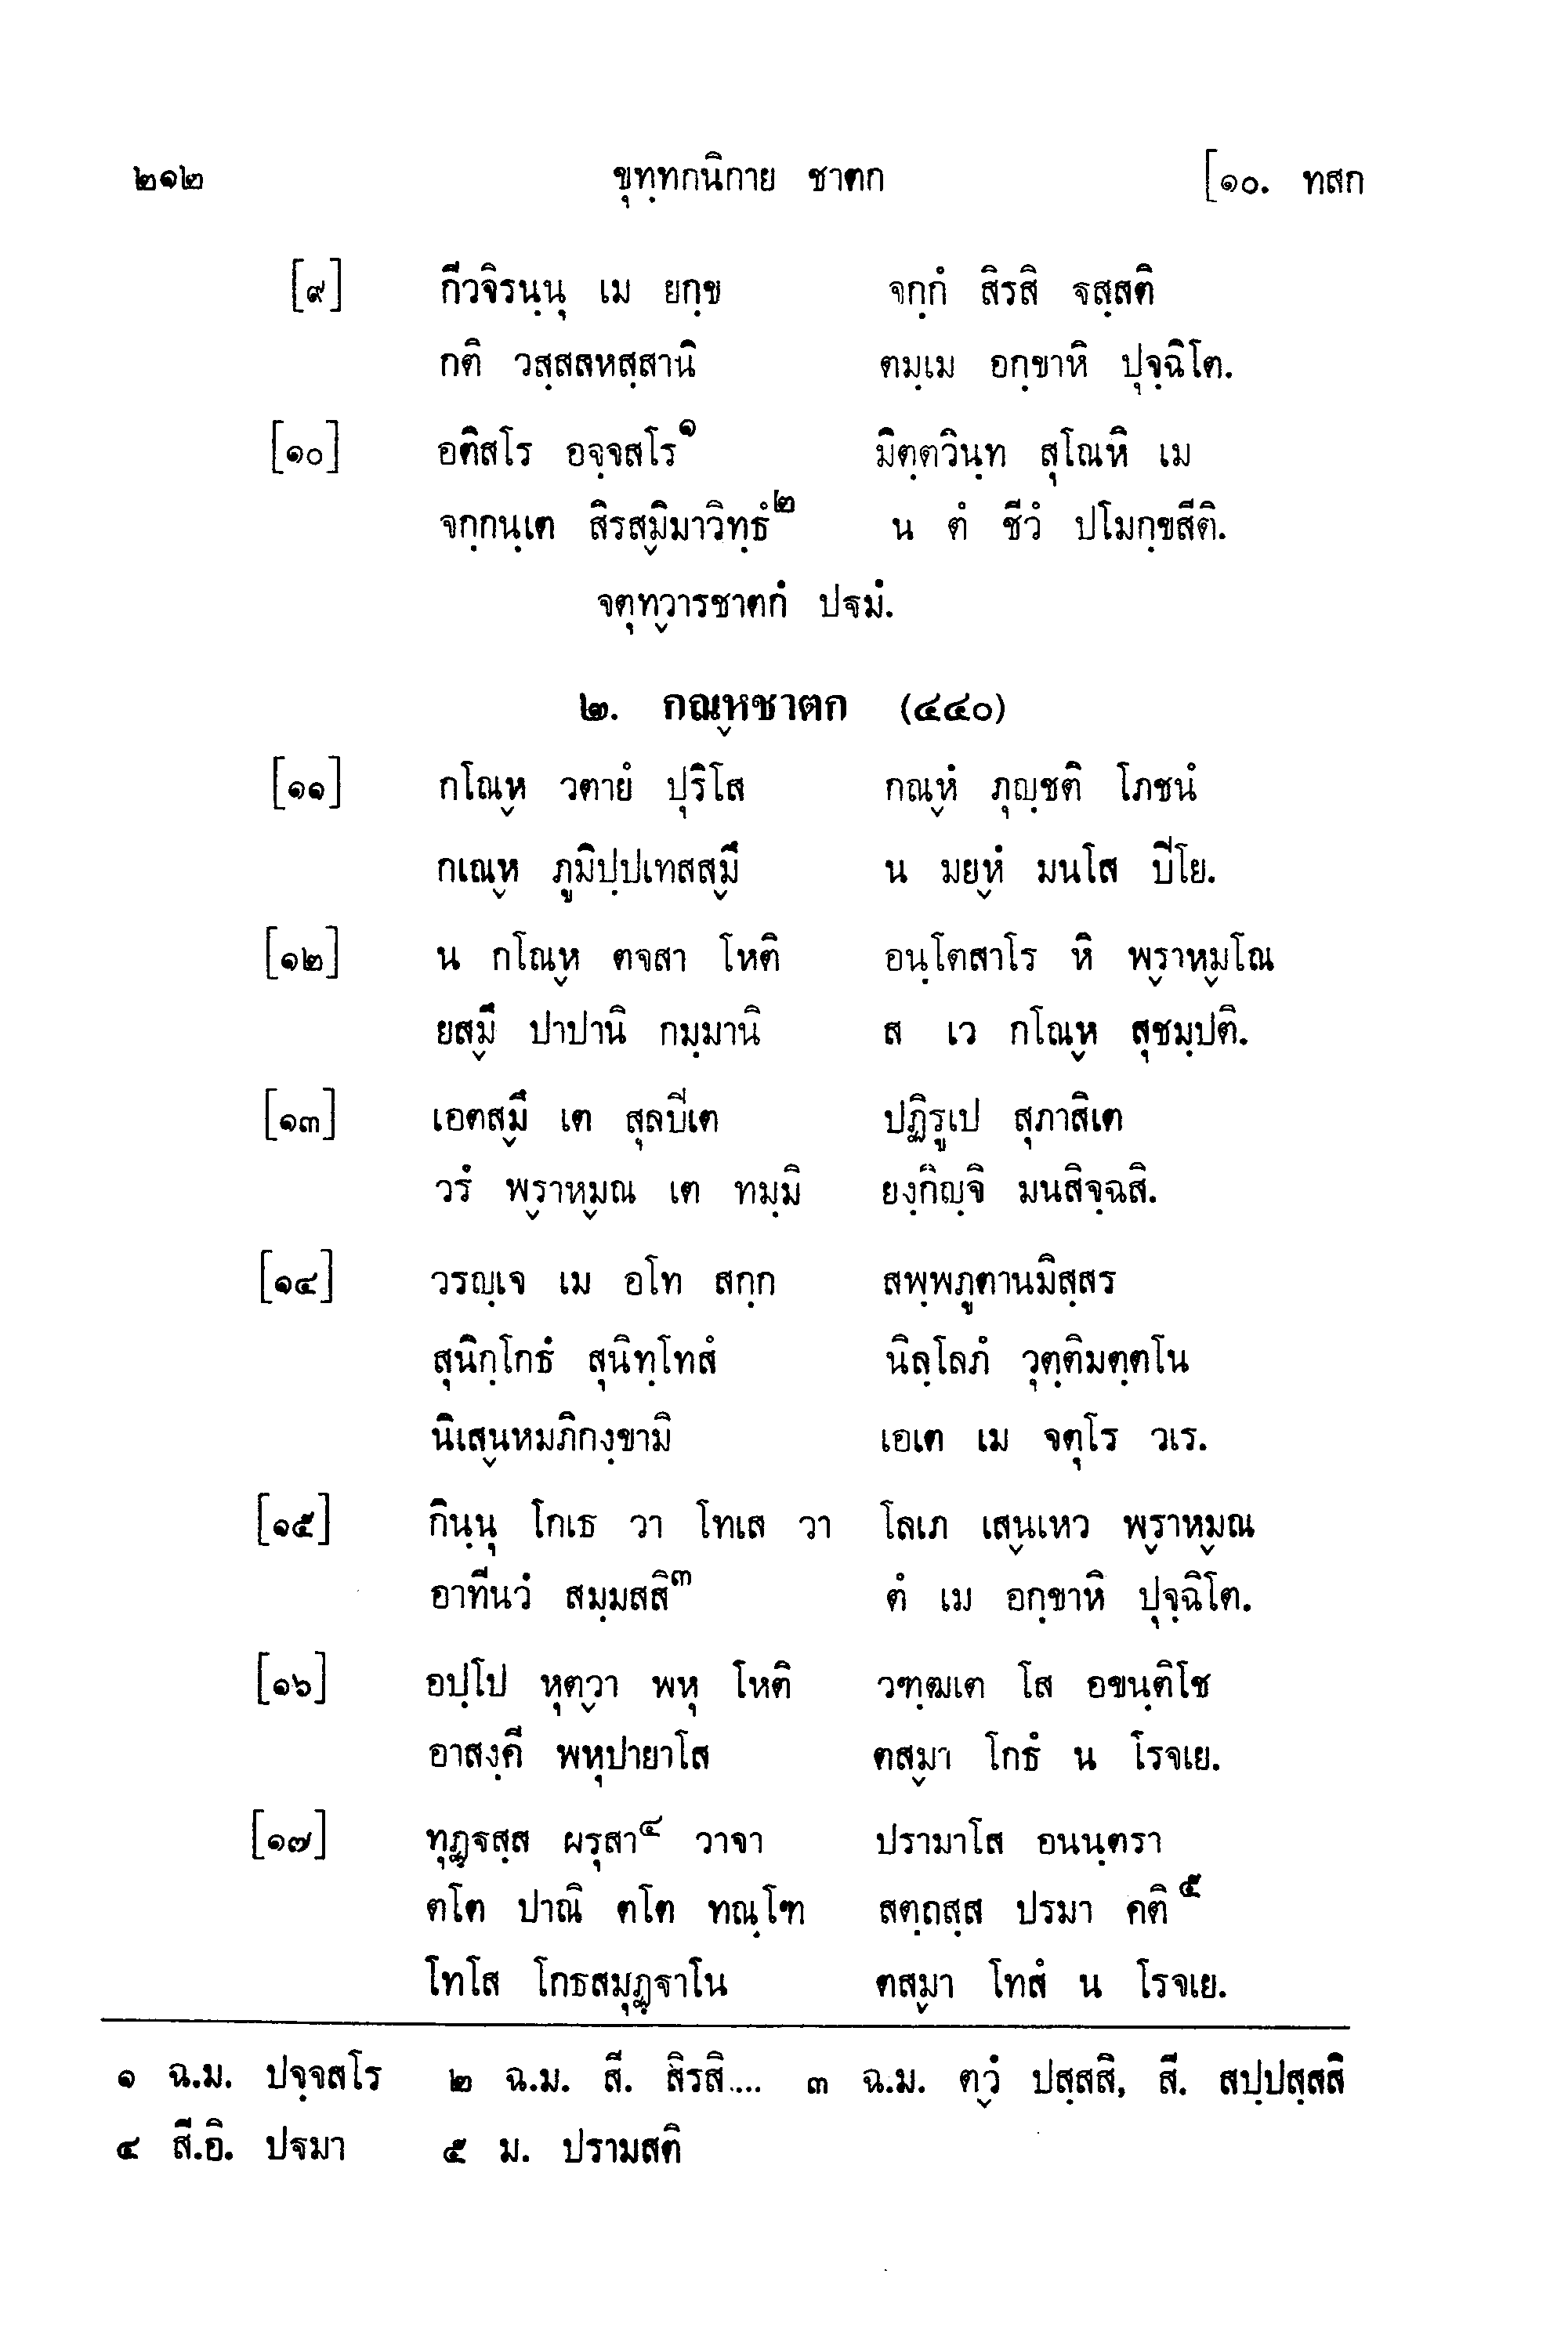 ๒๑๒ ขุทฺทกนิกาย ชาตก [๑๐. ทสก
[๙] กีวจิรนฺนุ เม ยกฺข จกฺกํ สิรสิ ฐสฺสติ
กติ วสฺสสหสฺสานิ ตมฺเม อกฺขาหิ ปุจฺฉิโต.
[๑๐] อติสโร อจฺจสโร๑ มิตฺตวินฺท สุโณหิ เม
จกฺกนฺเต สิรสฺมิมาวิทฺธํ๒ น ตํ ชีวํ ปโมกฺขสีติ.
จตุทฺวารชาตกํ ปฐมํ.
๒. กณฺหชาตก (๔๔๐)
[๑๑] กโณฺห วตายํ ปุริโส กณฺหํ ภุญฺชติ โภชนํ
กเณฺห ภูมิปฺปเทสสฺมึ น มยฺหํ มนโส ปิโย.
[๑๒] น กโณฺห ตจสา โหติ อนฺโตสาโร หิ พฺราหฺมโณ
ยสฺมึ ปาปานิ กมฺมานิ ส เว กโณฺห สุชมฺปติ.
[๑๓] เอตสฺมึ เต สุลปิเต ปฏิรูเป สุภาสิเต
วรํ พฺราหฺมณ เต ทมฺมิ ยงฺกิญฺจิ มนสิจฺฉสิ.
[๑๔] วรญฺเจ เม อโท สกฺก สพฺพภูตานมิสฺสร
สุนิกฺโกธํ สุนิทฺโทสํ นิลฺโลภํ วุตฺติมตฺตโน
นิเสฺนหมภิกงฺขามิ เอเต เม จตุโร วเร.
[๑๕] กินฺนุ โกเธ วา โทเส วา โลเภ เสฺนเหว พฺราหฺมณ
อาทีนวํ สมฺมสสิ๓ ตํ เม อกฺขาหิ ปุจฺฉิโต.
[๑๖] อปฺโป หุตฺวา พหุ โหติ วฑฺฒเต โส อขนฺติโช
อาสงฺคี พหุปายาโส ตสฺมา โกธํ น โรจเย.
[๑๗] ทุฏฺฐสฺส ผรุสา๔ วาจา ปรามาโส อนนฺตรา
ตโต ปาณิ ตโต ทณฺโฑ สตฺถสฺส ปรมา คติ๕
โทโส โกธสมุฏฺฐาโน ตสฺมา โทสํ น โรจเย.
๑ ฉ.ม. ปจฺจสโร ๒ ฉ.ม. สี. สิรสิ.... ๓ ฉ.ม. ตฺวํ ปสฺสสิ, สี. สปฺปสฺสสิ
๔ สี.อิ. ปฐมา ๕ ม. ปรามสติ